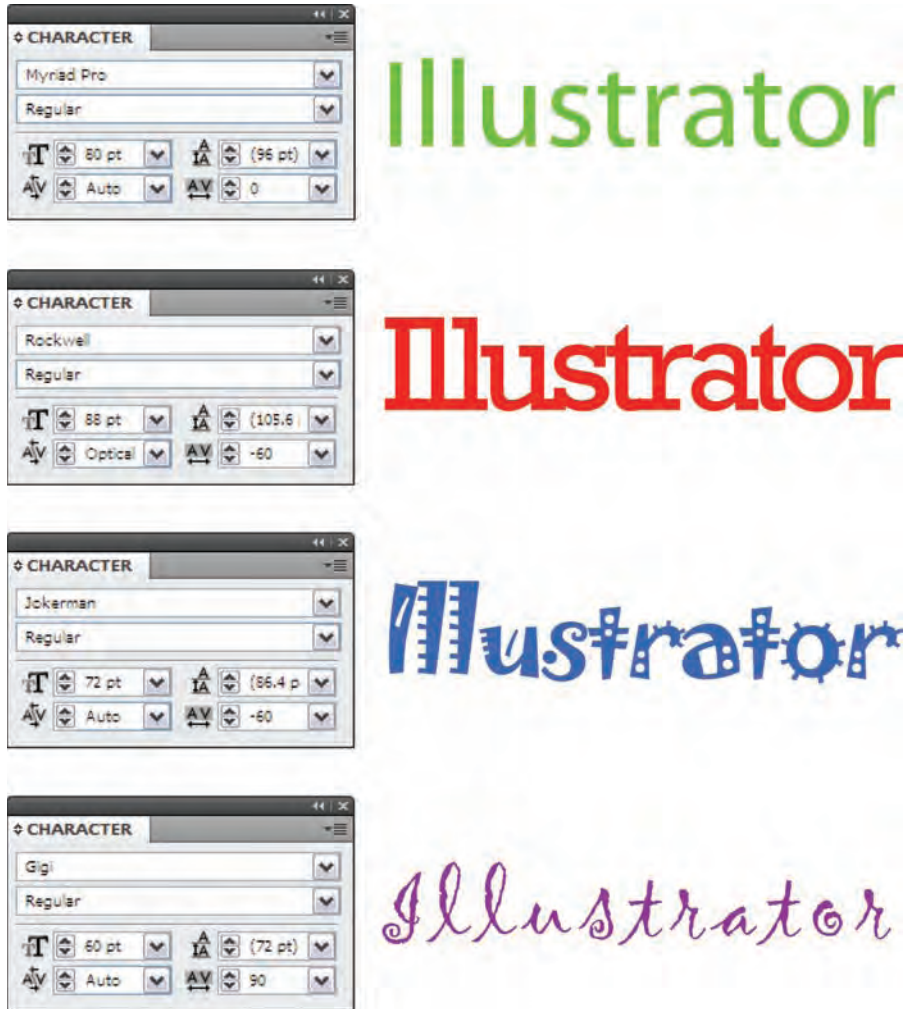 CHARACTER
Myriad Pro
Regular
80 pt (96 pt)
Auto 0
Illustrator
CHARACTER
Rockwell
Regular
88 pt (105.6
Optical -60
Illustrator
CHARACTER
Jokerman
Regular
72 pt (86.4 p
Auto -60
Illustrator
CHARACTER
Gigi
Regular
60 pt (72 pt)
Auto 90
Illustrator